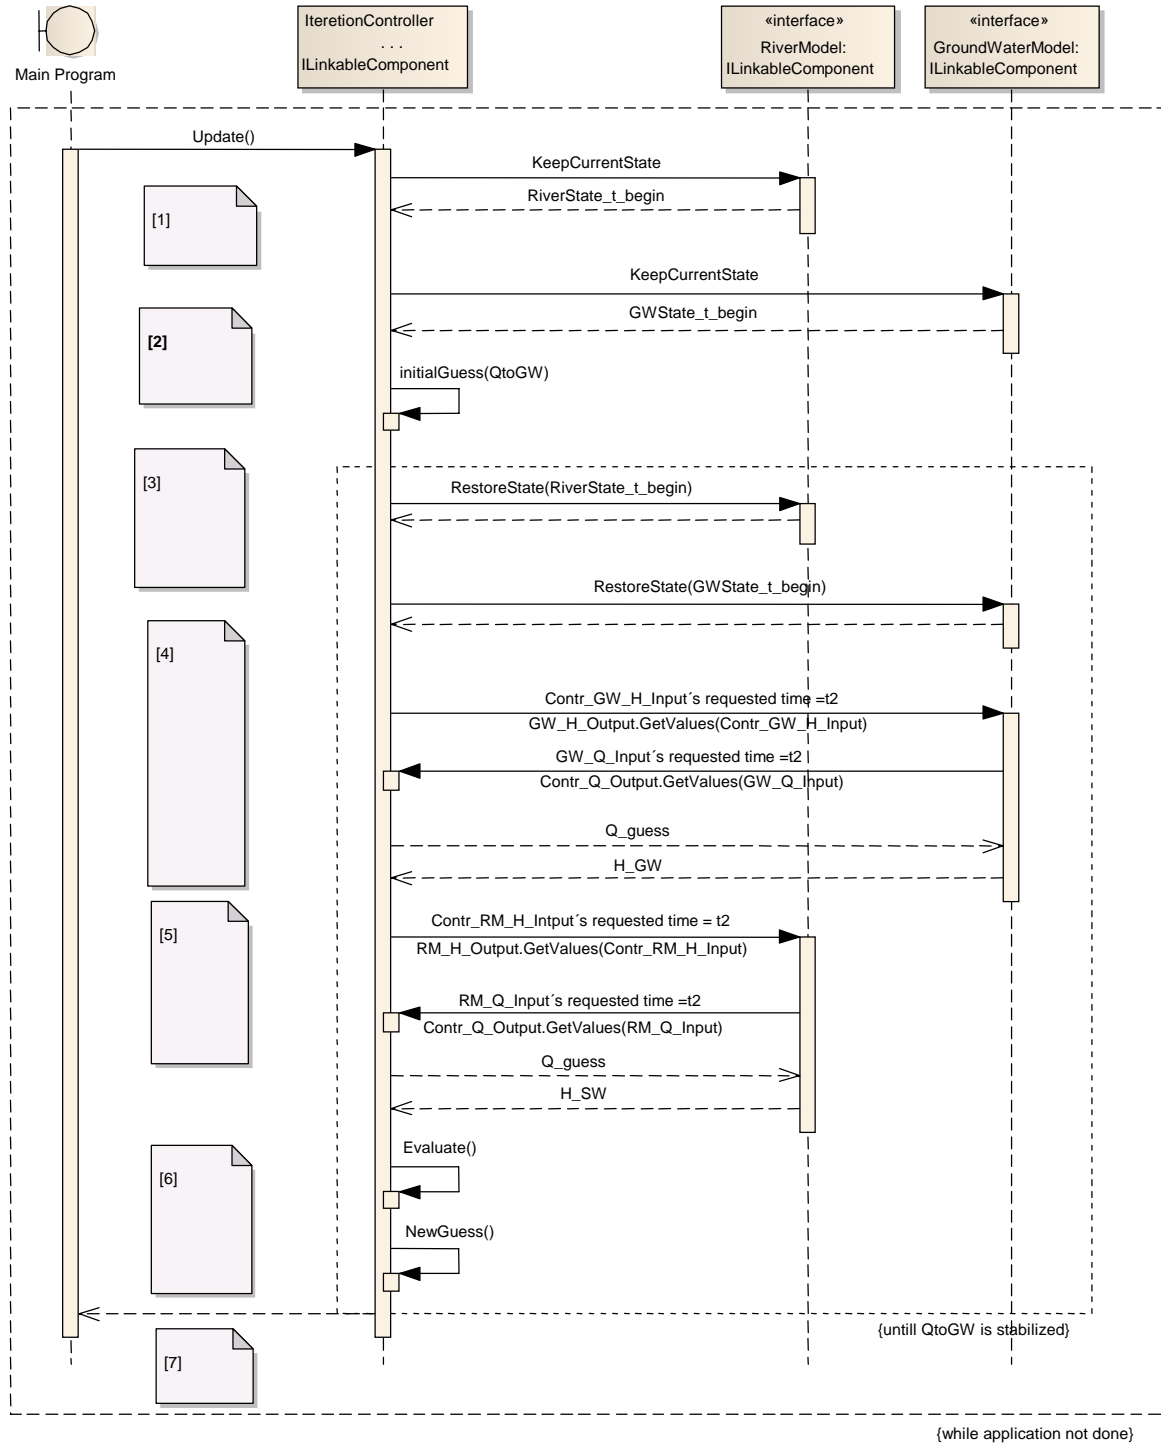 Main Program
IteretionController
. . .
ILinkableComponent
«interface»
RiverModel:
ILinkableComponent
«interface»
GroundWaterModel:
ILinkableComponent
Update()
KeepCurrentState
RiverState_t_begin
[1]
KeepCurrentState
GWState_t_begin
[2]
initialGuess(QtoGW)
[3]
RestoreState(RiverState_t_begin)
RestoreState(GWState_t_begin)
[4]
Contr_GW_H_Input´s requested time =t2
GW_H_Output.GetValues(Contr_GW_H_Input)
GW_Q_Input´s requested time =t2
Contr_Q_Output.GetValues(GW_Q_Input)
Q_guess
H_GW
[5]
Contr_RM_H_Intput´s requested time = t2
RM_H_Output.GetValues(Contr_RM_H_Input)
RM_Q_Input´s requested time =t2
Contr_Q_Output.GetValues(RM_Q_Input)
Q_guess
H_SW
Evaluate()
[6]
NewGuess()
{untill QtoGW is stabilized}
[7]
{while application not done}